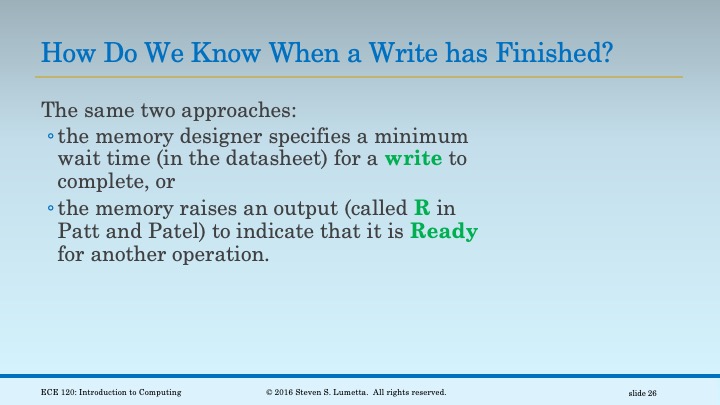 How Do We Know When a Write has Finished?
The same two approaches:
◦the memory designer specifies a minimum
wait time (in the datasheet) for a write to
complete, or
◦the memory raises an output (called R in
Patt and Patel) to indicate that it is Ready
for another operation.
ECE 120: Introduction to Computing
© 2016 Steven S. Lumetta.  All rights reserved.
slide 26